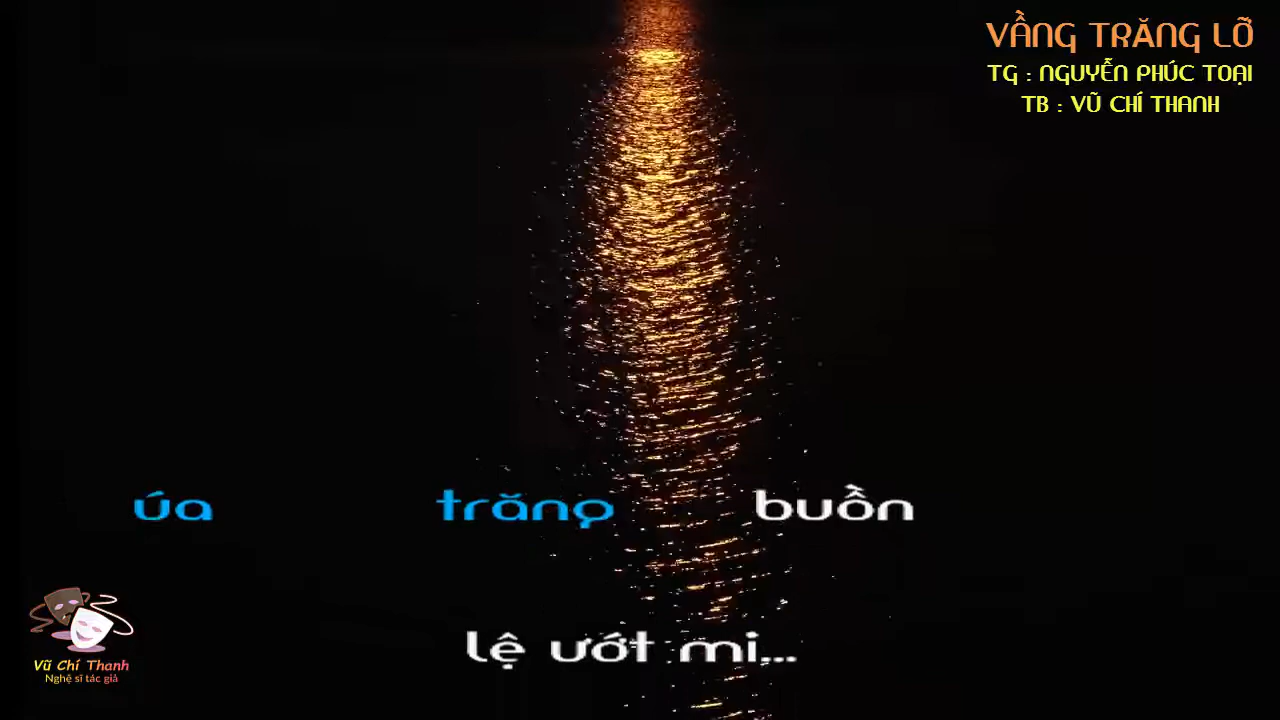 VẦNG TRĂNG LỠ
TG : NGUYỄN PHÚC TOẠI
TB : VŨ CHÍ THANH
úa trăng buồn
lệ ướt mi...
Vũ Chí Thanh
Nghệ sĩ tác giả